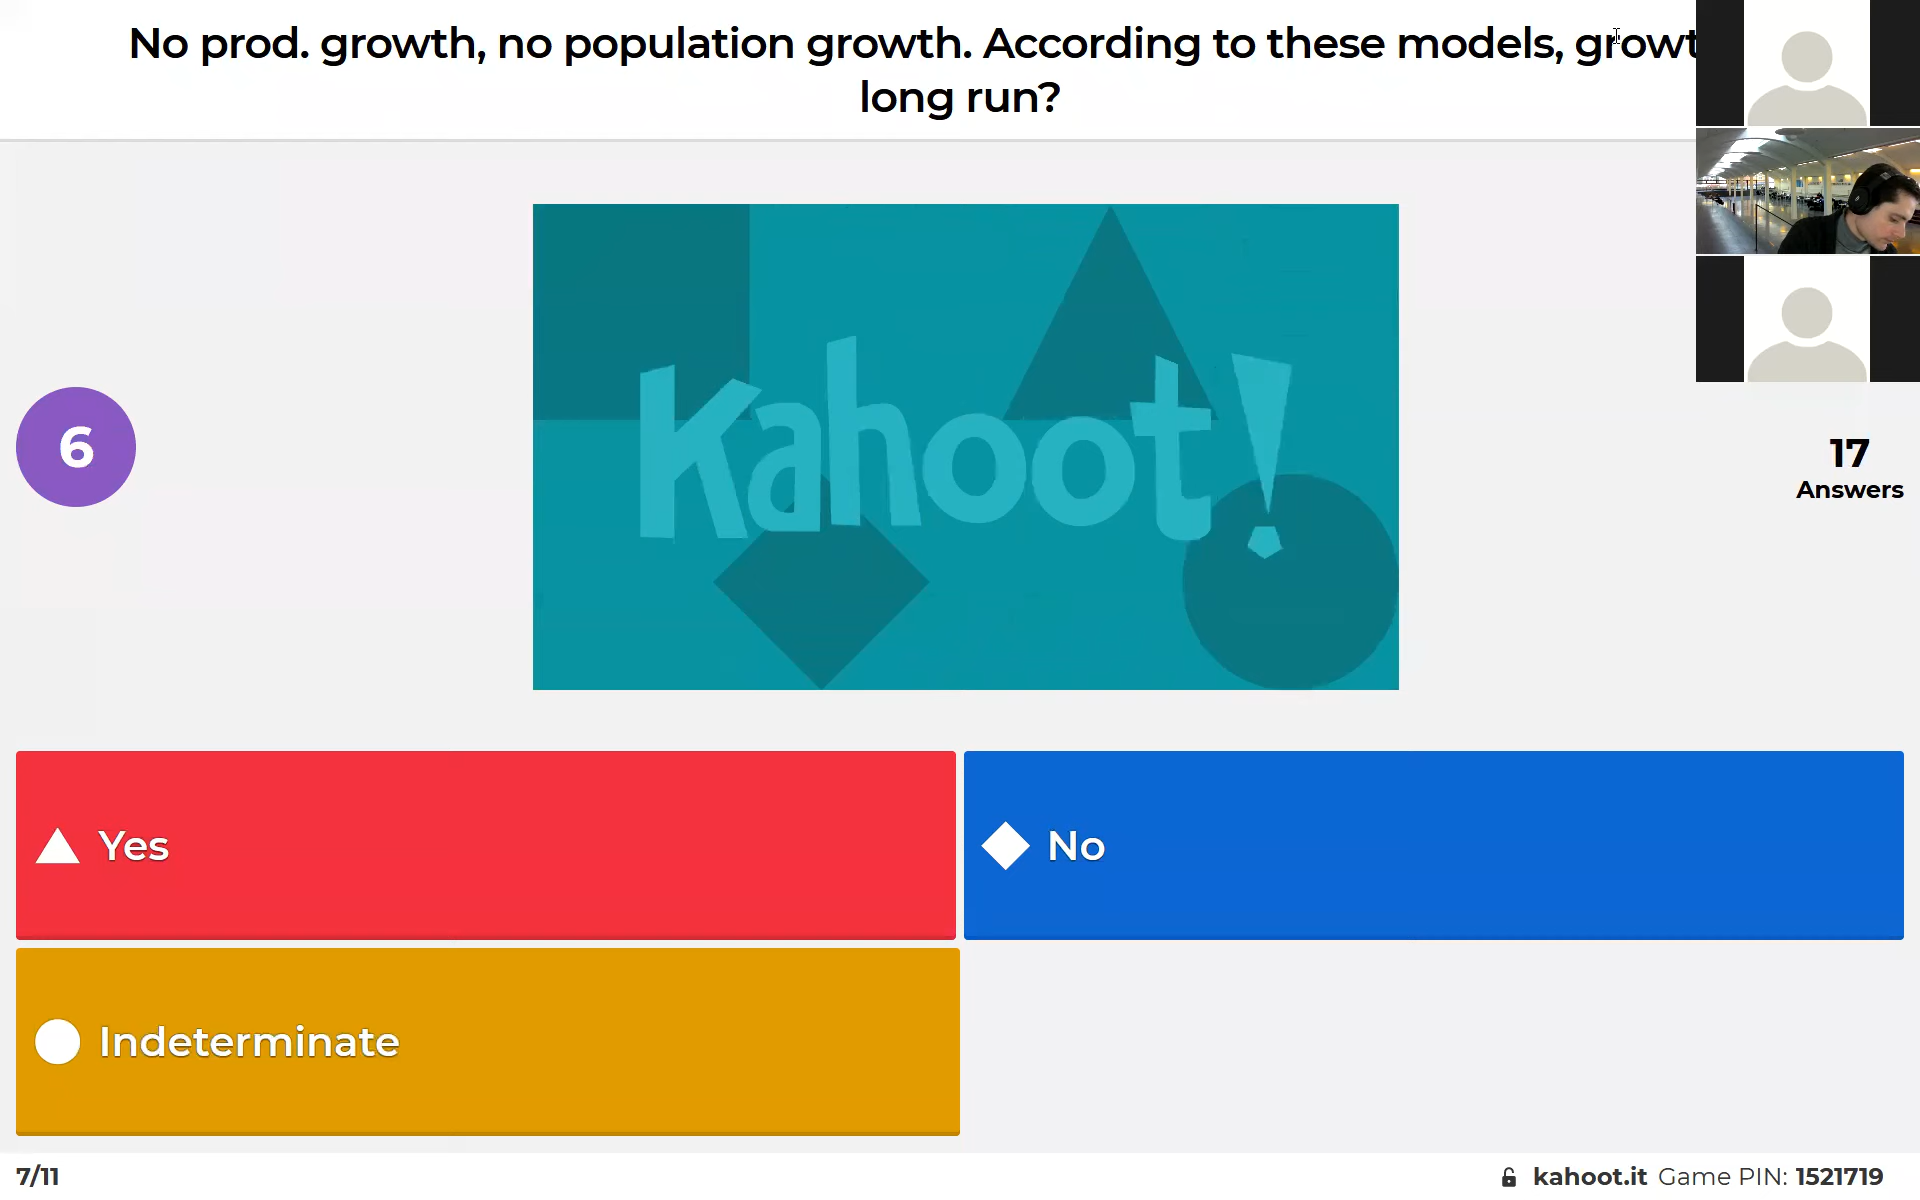 No prod. growth, no population growth. According to these models,
long run?
Kahoot!
6
17
Answers
Yes
No
Indeterminate
7/11
kahoot.it Game PIN: 1521719